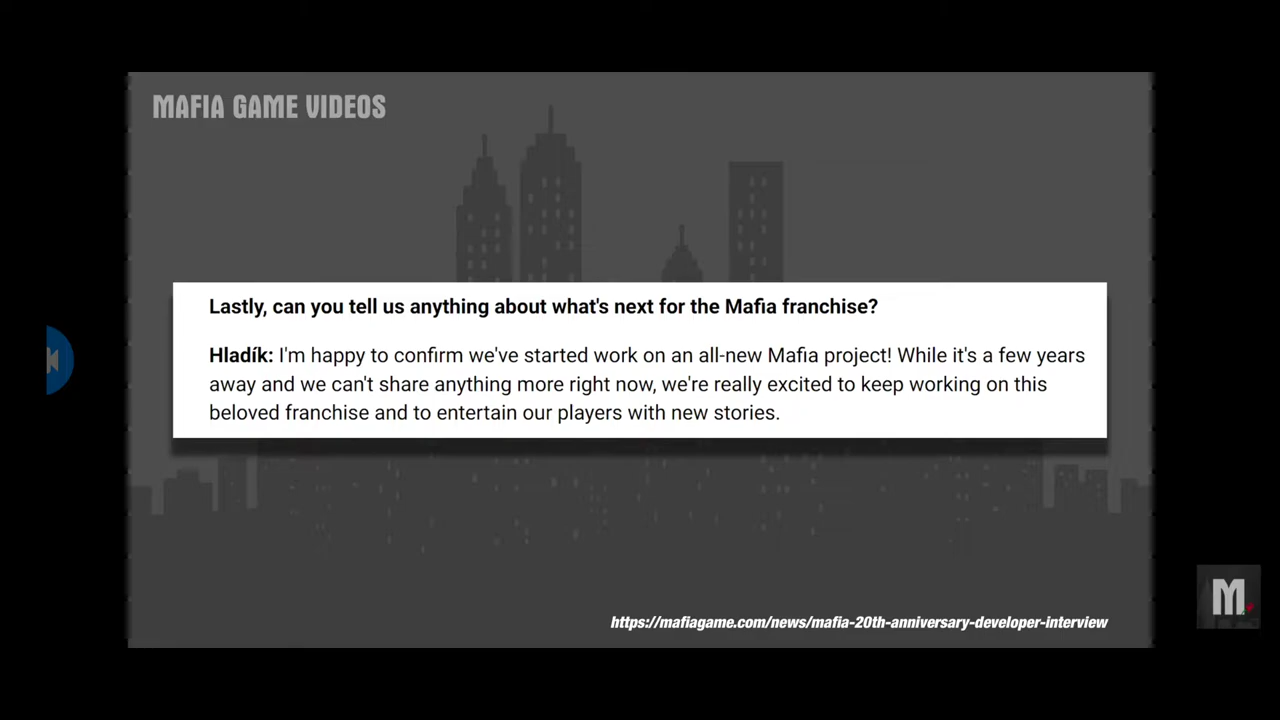 MAFIA GAME VIDEOS
Lastly, can you tell us anything about what's next for the Mafia franchise?
Hladík: I'm happy to confirm we've started work on an all-new Mafia project! While it's a few years
away and we can't share anything more right now, we're really excited to keep working on this
beloved franchise and to entertain our players with new stories.
M
https://mafiagame.com/news/mafia-20th-anniversary-developer-interview